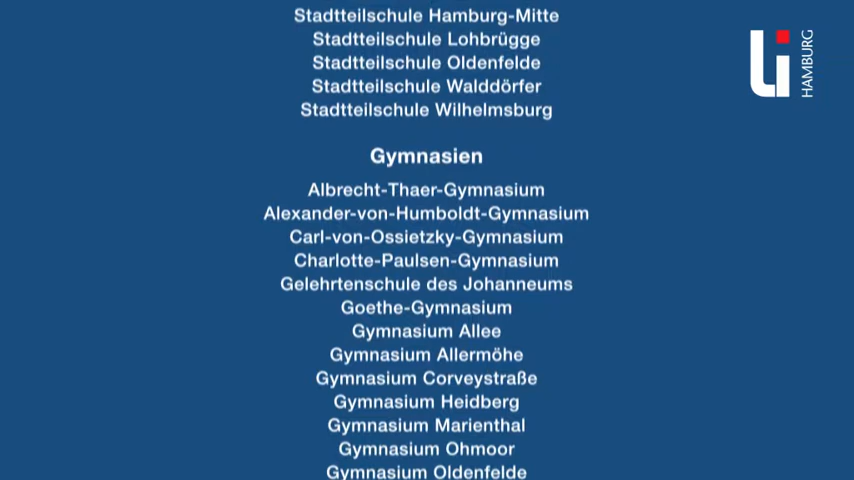 Stadtteilschule Hamburg-Mitte
Stadtteilschule Lohbrügge
Stadtteilschule Oldenfelde
Stadtteilschule Walddörfer
Stadtteilschule Wilhelmsburg
Gymnasien
Albrecht-Thaer-Gymnasium
Alexander-von-Humboldt-Gymnasium
Carl-von-Ossietzky-Gymnasium
Charlotte-Paulsen-Gymnasium
Gelehrtenschule des Johanneums
Goethe-Gymnasium
Gymnasium Allee
Gymnasium Allermöhe
Gymnasium Corveystraße
Gymnasium Heidberg
Gymnasium Marienthal
Gymnasium Ohmoor
Gymnasium Oldenfelde
Li
HAMBURG